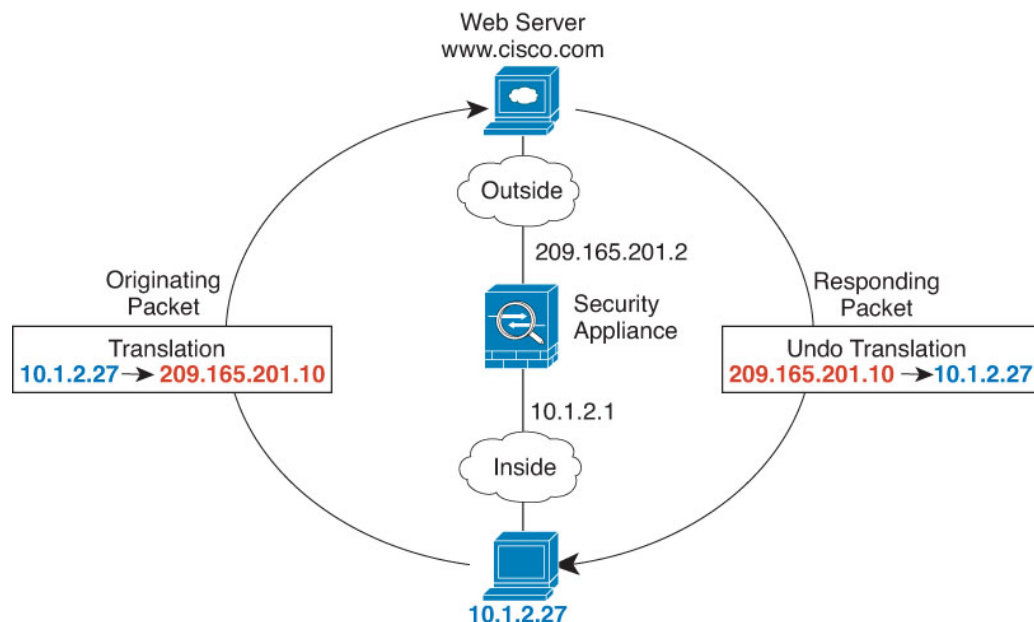 Web Server
www.cisco.com
Outside
209.165.201.2
Originating
Packet
Translation
10.1.2.27 → 209.165.201.10
Security
Appliance
Responding
Packet
Undo Translation
209.165.201.10 → 10.1.2.27
10.1.2.1
Inside
10.1.2.27